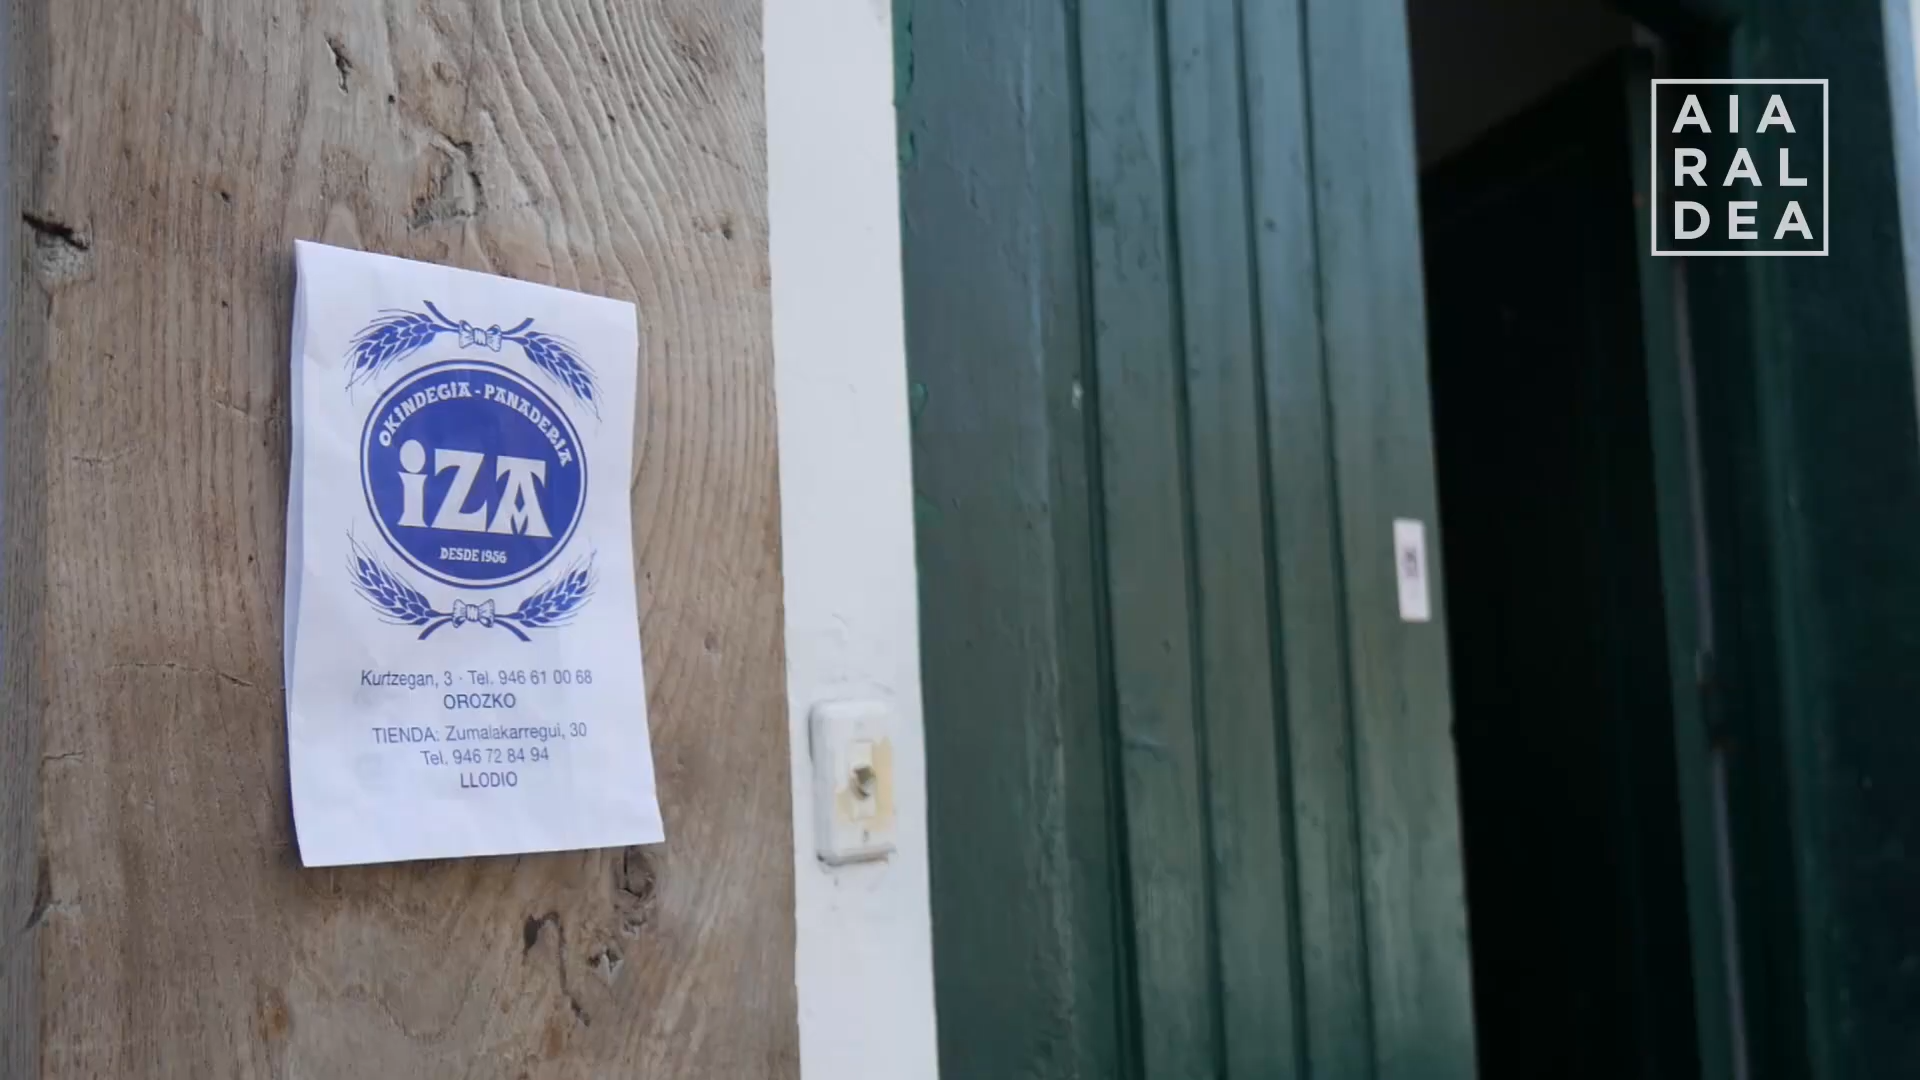 OKINDEGIA - PANADERIA
iZA
DESDE 1956
Kurtzegan, 3 · Tel. 946 61 00 68
OROZKO
TIENDA: Zumalakarregui, 30
Tel. 946 72 84 94
LLODIO
AIA
RAL
DEA